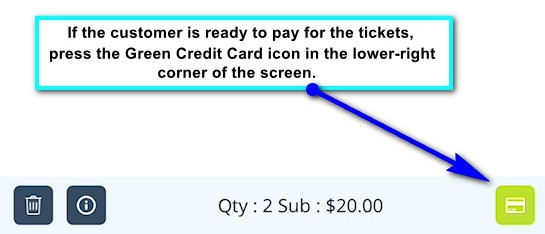 If the customer is ready to pay for the tickets,
press the Green Credit Card icon in the lower-right
corner of the screen.
Qty : 2 Sub : $20.00